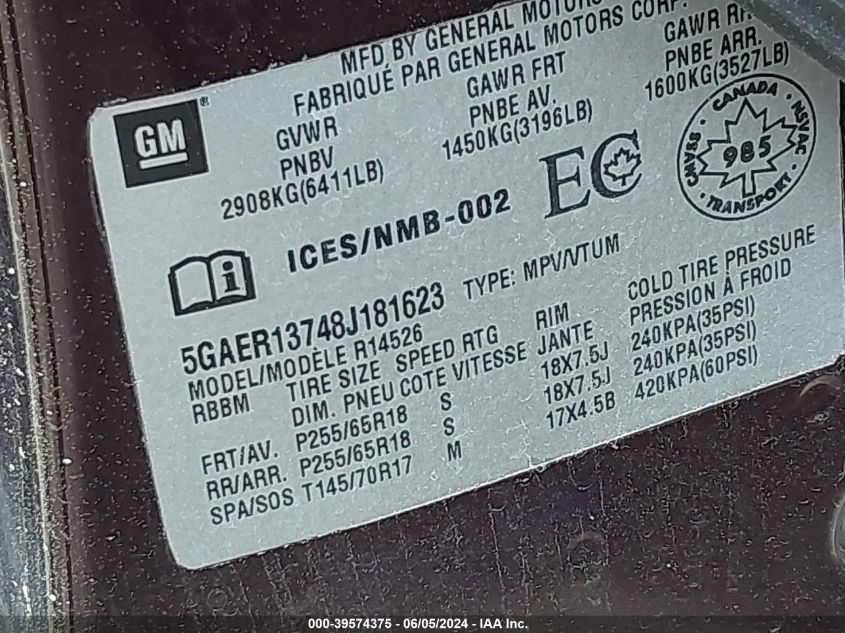 MFD BY GENERAL MOTORS
FABRIQUÉ PAR GENERAL MOTORS CORP.
GM ®
GVWR
PNBV
2908KG(6411LB)
GAWR FRT
PNBE AV.
1450KG(3196LB)
GAWR RR.
PNBE ARR.
1600KG(3527LB)
ICES/NMB-002
EC
CANADA
NSVAC
985
SVAMC
TRANSPORT
i
5GAER13748J181623 TYPE: MPV/VTUM
MODEL/MODÈLE R14526
RBBM TIRE SIZE SPEED RTG RIM COLD TIRE PRESSURE
DIM. PNEU COTE VITESSE JANTE PRESSION À FROID
FRT/AV. P255/65R18 S 18X7.5J 240KPA(35PSI)
RR/ARR. P255/65R18 S 18X7.5J 240KPA(35PSI)
SPA/SOS T145/70R17 M 17X4.5B 420KPA(60PSI)
000-39574375 - 06/05/2024 - IAA Inc.